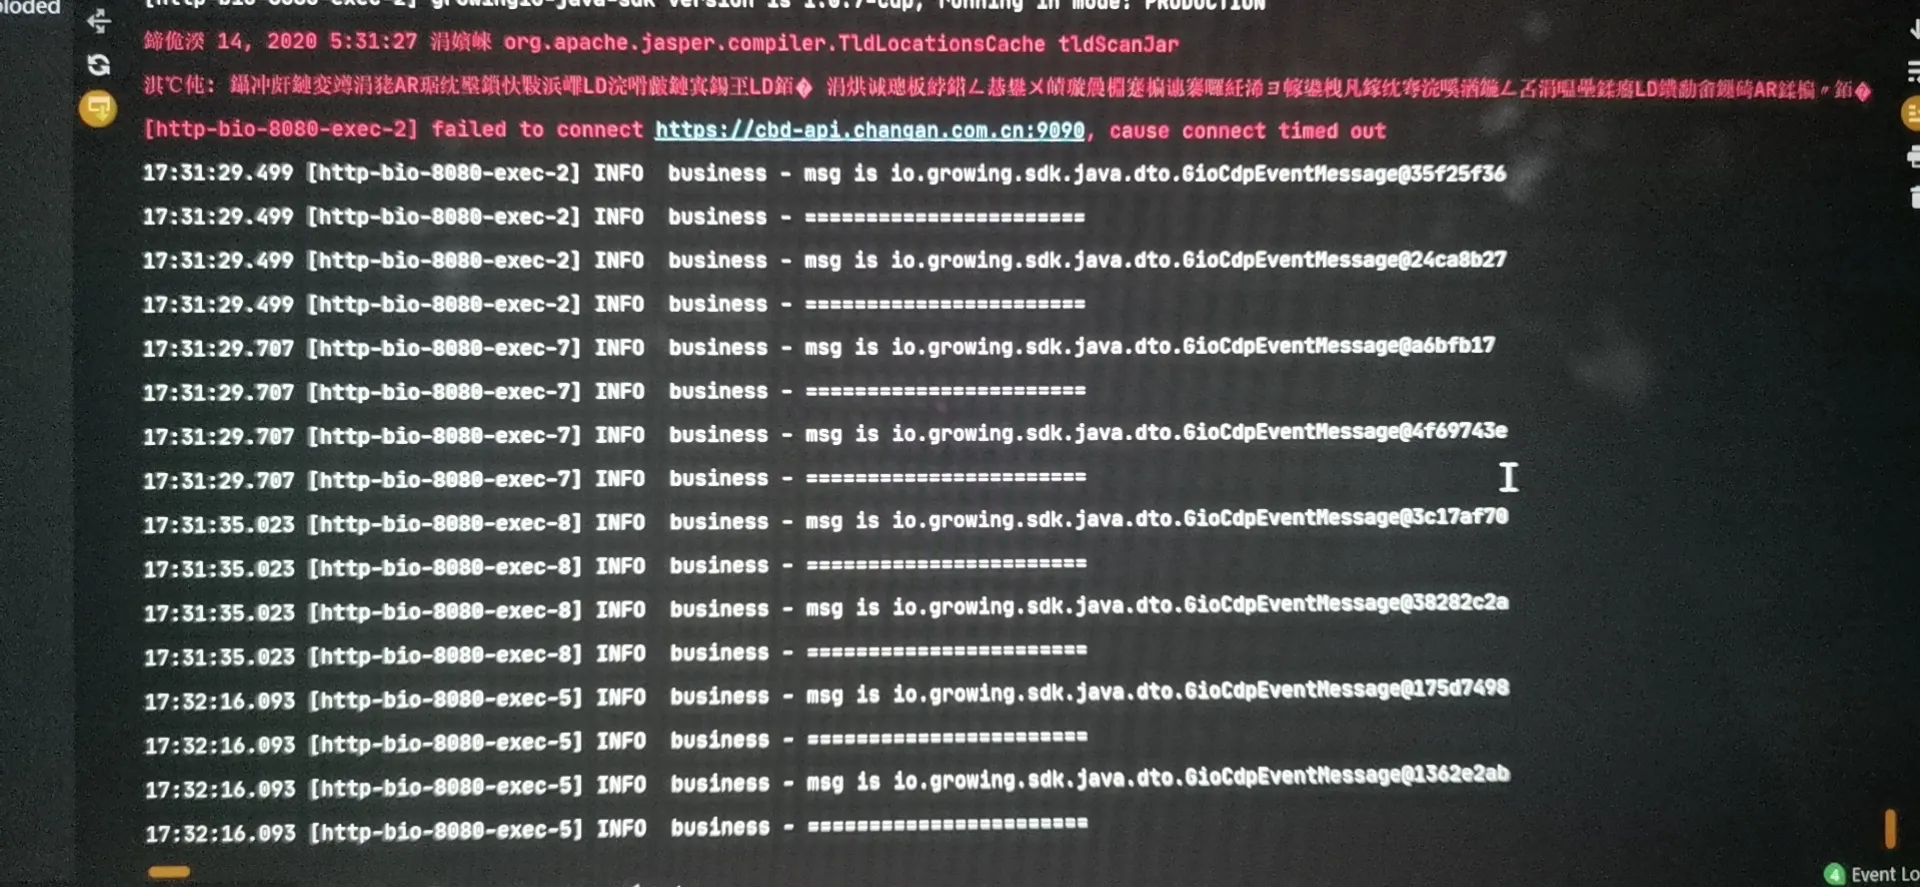 loded
[http-bio-8080-exec-2] growingio-java-sdk version is 1.0.7-cdp, running in mode: PRODUCTION
14, 2020 5:31:27 org.apache.jasper.compiler.TldLocationsCache tldScanJar
[http-bio-8080-exec-2] failed to connect https://cbd-api.changan.com.cn:9090, cause connect timed out
17:31:29.499 [http-bio-8080-exec-2] INFO  business - msg is io.growing.sdk.java.dto.GioCdpEventMessage@35f25f36
17:31:29.499 [http-bio-8080-exec-2] INFO  business - =======================
17:31:29.499 [http-bio-8080-exec-2] INFO  business - msg is io.growing.sdk.java.dto.GioCdpEventMessage@24ca8b27
17:31:29.499 [http-bio-8080-exec-2] INFO  business - =======================
17:31:29.707 [http-bio-8080-exec-7] INFO  business - msg is io.growing.sdk.java.dto.GioCdpEventMessage@a6bfb17
17:31:29.707 [http-bio-8080-exec-7] INFO  business - =======================
17:31:29.707 [http-bio-8080-exec-7] INFO  business - msg is io.growing.sdk.java.dto.GioCdpEventMessage@4f69743e
17:31:29.707 [http-bio-8080-exec-7] INFO  business - =======================
17:31:35.023 [http-bio-8080-exec-8] INFO  business - msg is io.growing.sdk.java.dto.GioCdpEventMessage@3c17af70
17:31:35.023 [http-bio-8080-exec-8] INFO  business - =======================
17:31:35.023 [http-bio-8080-exec-8] INFO  business - msg is io.growing.sdk.java.dto.GioCdpEventMessage@38282c2a
17:31:35.023 [http-bio-8080-exec-8] INFO  business - =======================
17:32:16.093 [http-bio-8080-exec-5] INFO  business - msg is io.growing.sdk.java.dto.GioCdpEventMessage@175d7498
17:32:16.093 [http-bio-8080-exec-5] INFO  business - =======================
17:32:16.093 [http-bio-8080-exec-5] INFO  business - msg is io.growing.sdk.java.dto.GioCdpEventMessage@1362e2ab
17:32:16.093 [http-bio-8080-exec-5] INFO  business - =======================
4 Event Lo